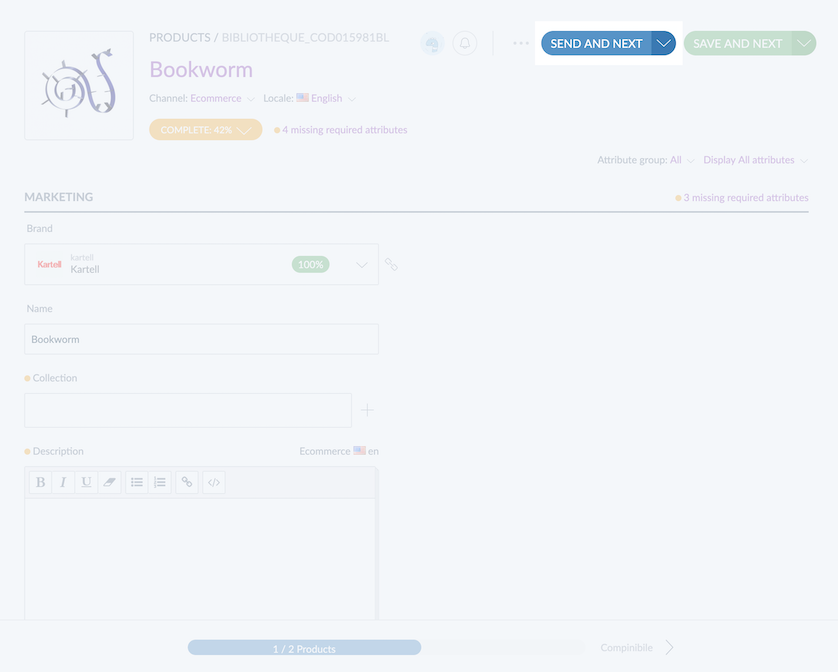 PRODUCTS / BIBLIOTHEQUE_COD015981BL
SEND AND NEXT
SAVE AND NEXT
Bookworm
Channel: Ecommerce Locale: English
COMPLETE: 42% 4 missing required attributes
Attribute group: All Display All attributes
MARKETING 3 missing required attributes
Brand
Kartell
kartell
Kartell
100%
Name
Bookworm
Collection
Description Ecommerce en
B I U </>
1 / 2 Products
Compinibile